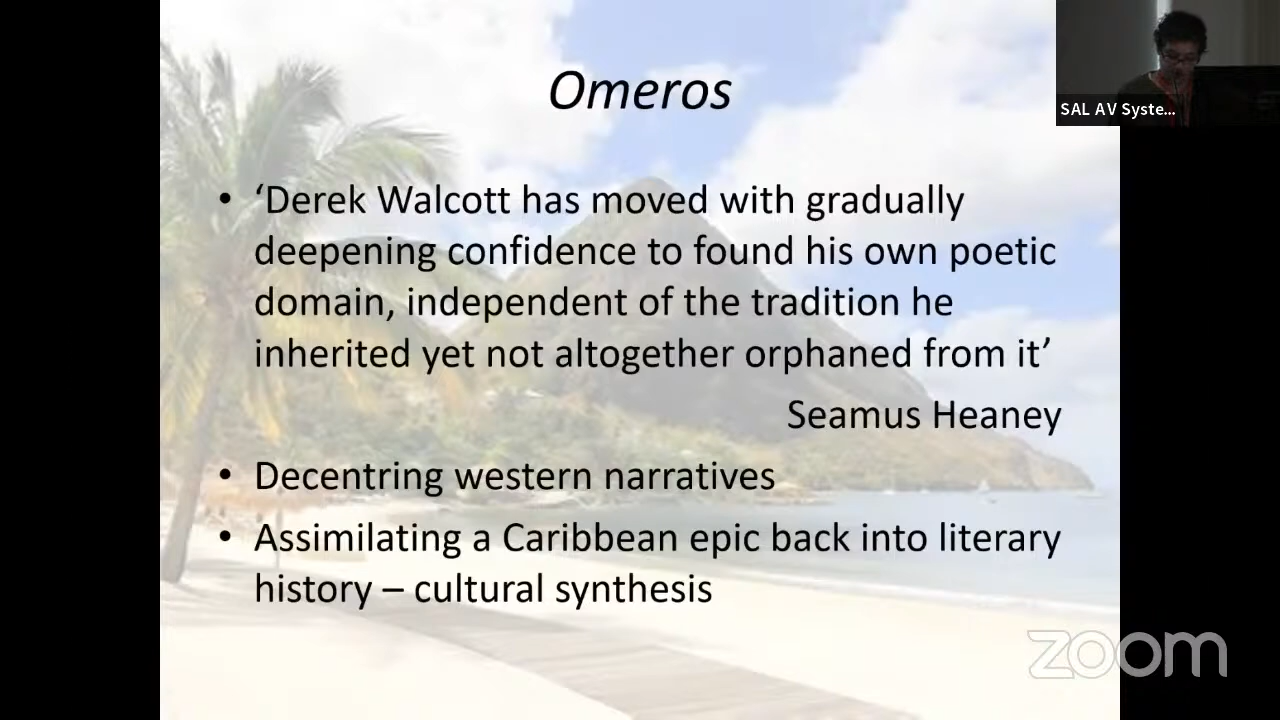 Omeros
SAL AV Syste...
• ‘Derek Walcott has moved with gradually
deepening confidence to found his own poetic
domain, independent of the tradition he
inherited yet not altogether orphaned from it’
Seamus Heaney
• Decentring western narratives
• Assimilating a Caribbean epic back into literary
history – cultural synthesis
zoom